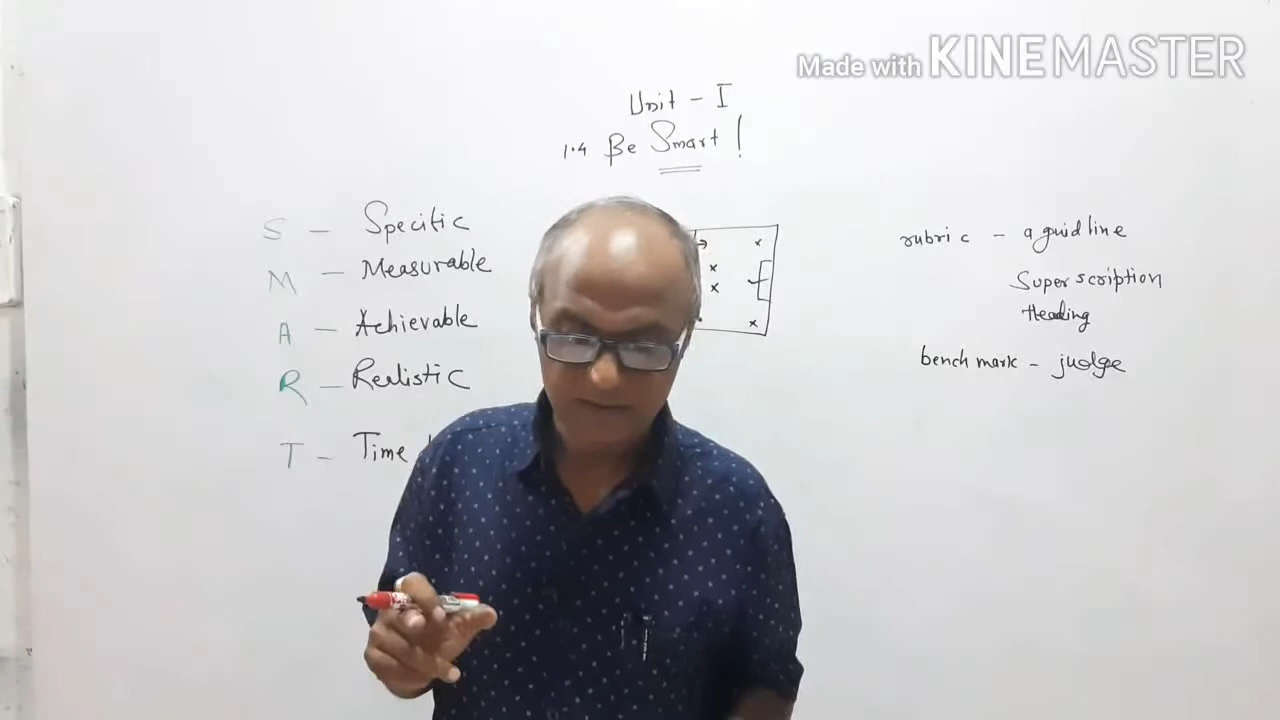 Made with KINEMASTER
Unit - I
1.4 Be Smart!
S - Specific
M - Measurable
A - Achievable
R - Realistic
T - Time
rubric - a guidline
Superscription
Heading
bench mark - judge